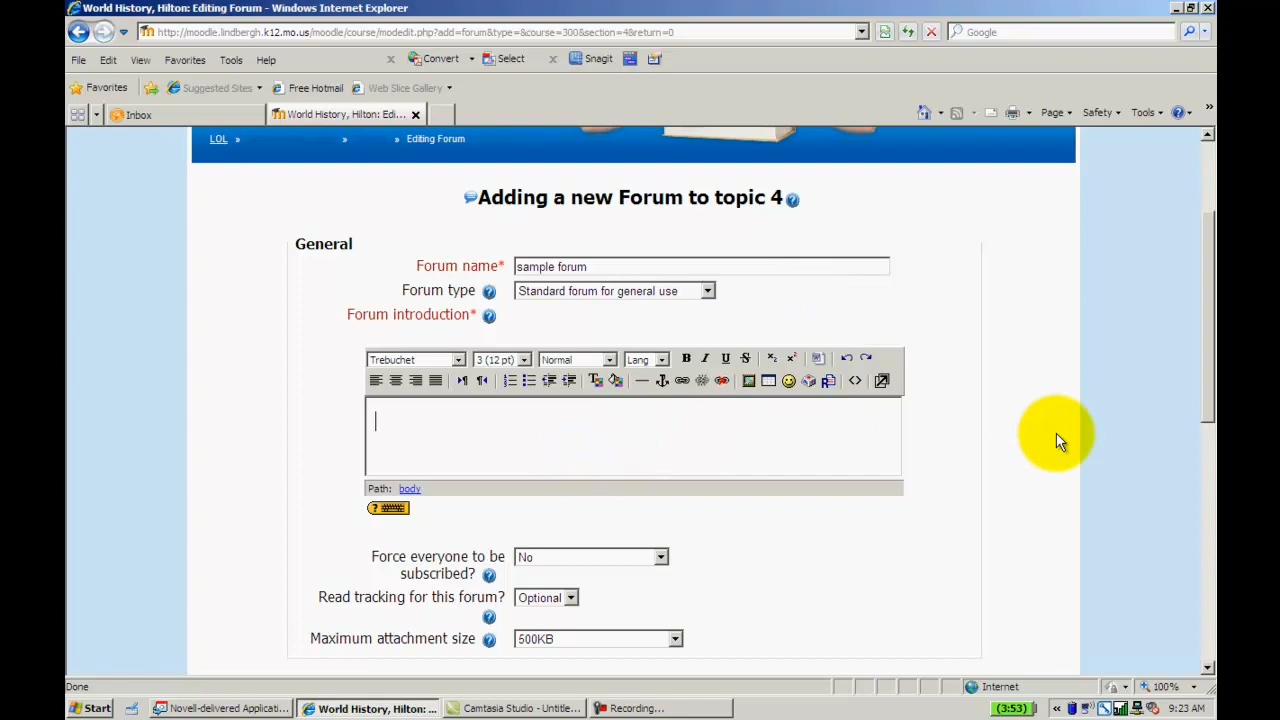 World History, Hilton: Editing Forum - Windows Internet Explorer
http://moodle.lindbergh.k12.mo.us/moodle/course/modedit.php?add=forum&type=&course=300&section=4&return=0
Google
File Edit View Favorites Tools Help
Convert Select Snagit
Favorites Suggested Sites Free Hotmail Web Slice Gallery
Inbox World History, Hilton: Edi... Page Safety Tools
LOL » » » Editing Forum
Adding a new Forum to topic 4
General
Forum name* sample forum
Forum type Standard forum for general use
Forum introduction*
Trebuchet 3 (12 pt) Normal Lang B I U S
Path: body
Force everyone to be No
subscribed?
Read tracking for this forum? Optional
Maximum attachment size 500KB
Done Internet 100%
Start Novell-delivered Applicati... World History, Hilton: ... Camtasia Studio - Untitle... Recording... (3:53) 9:23 AM